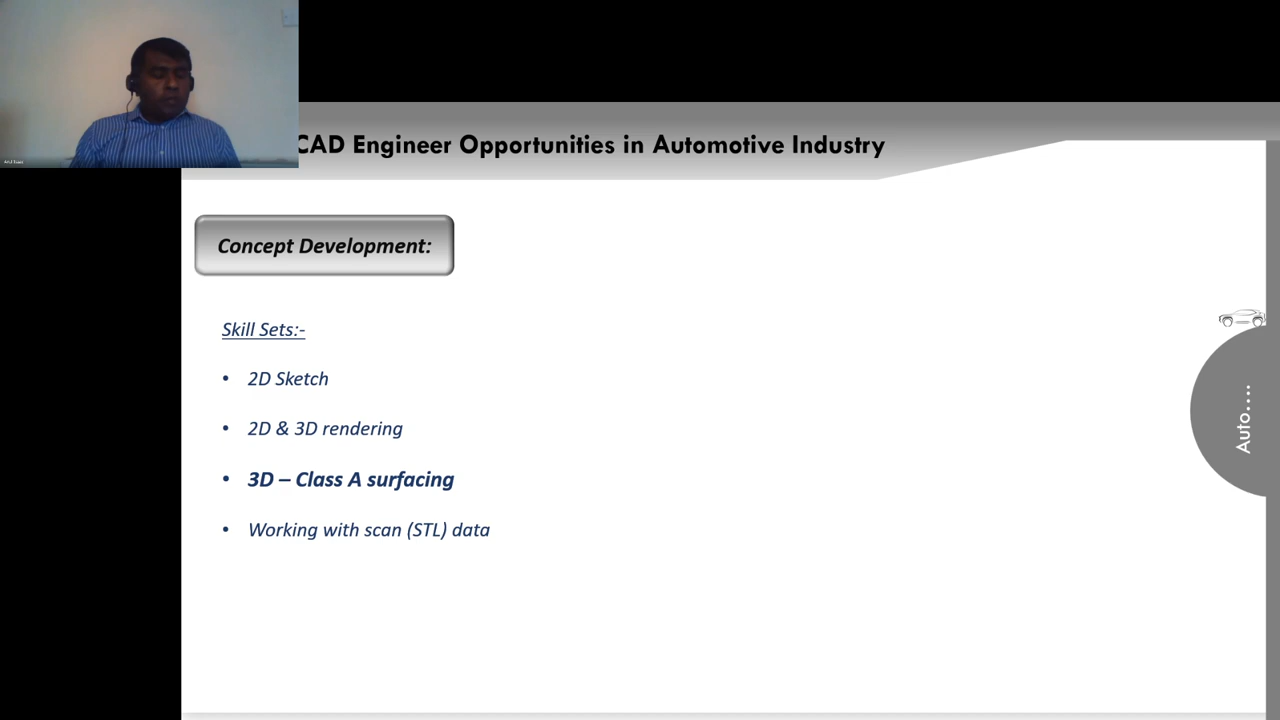 CAD Engineer Opportunities in Automotive Industry
Concept Development:
Skill Sets:-
• 2D Sketch
• 2D & 3D rendering
• 3D – Class A surfacing
• Working with scan (STL) data
Auto....